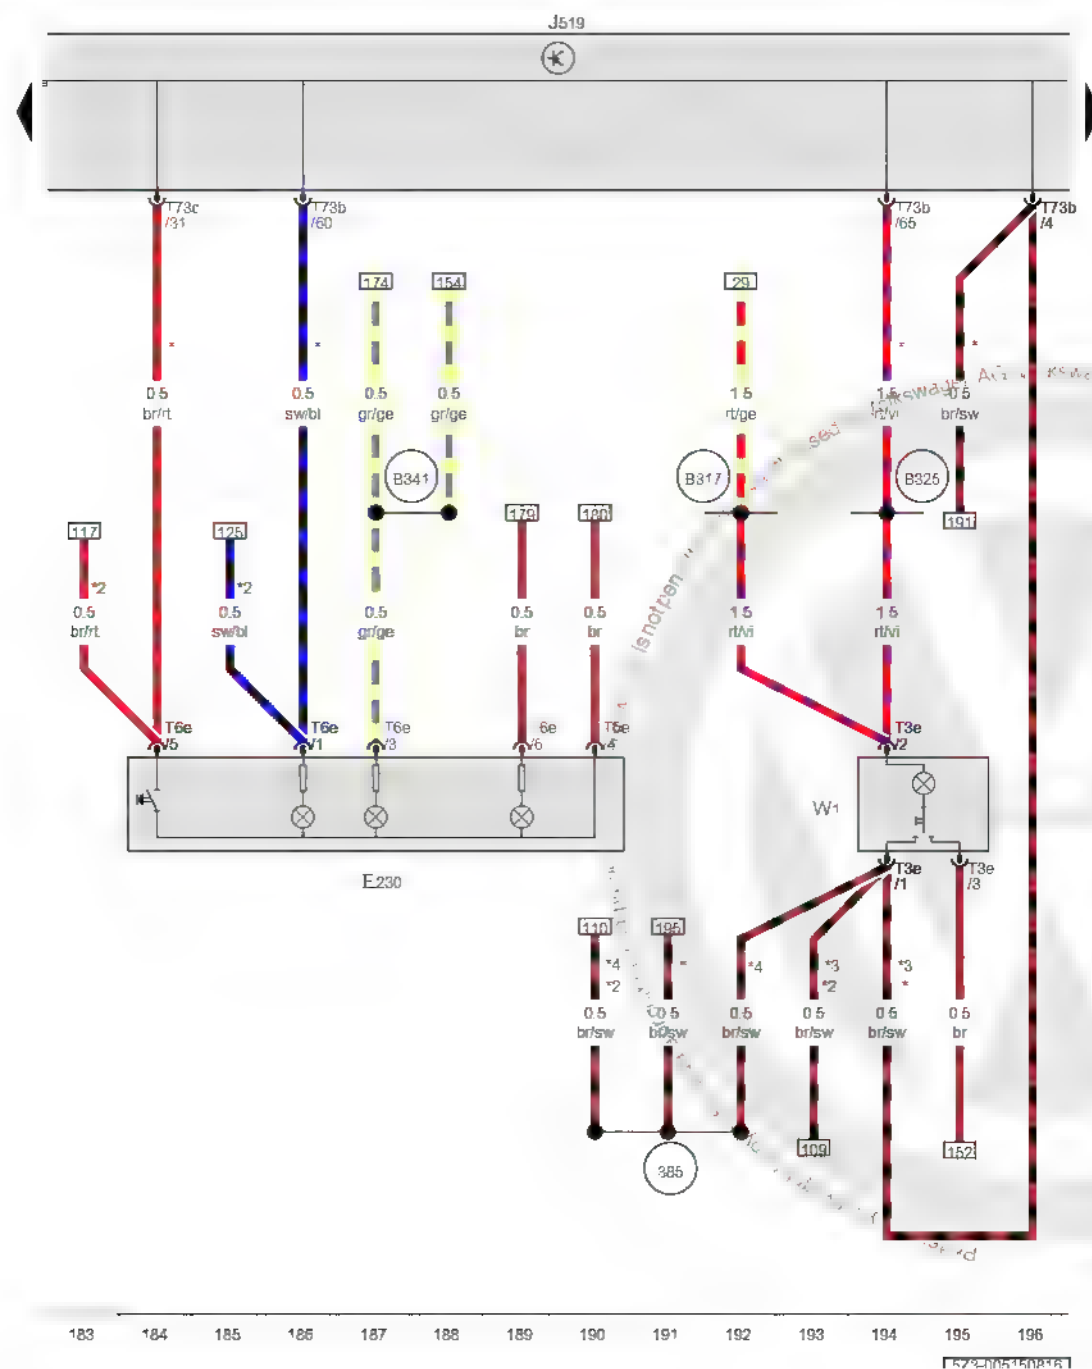 J519
K
T73c
/31
T73b
/60
T73b
/65
T73b
/4
174
154
29
*
*
*
*
0.5
br/rt
0.5
sw/bl
0.5
gr/ge
0.5
gr/ge
1.5
rt/ge
1.5
rt/vi
0.5
br/sw
B341
B317
B325
117
125
179
180
191
*2
*2
0.5
br/rt
0.5
sw/bl
0.5
gr/ge
0.5
br
0.5
br
1.5
rt/vi
1.5
rt/vi
T6e
/5
T6e
/1
T6e
/3
6e
/6
T6e
/4
T3e
/2
W1
E230
T3e
/1
T3e
/3
110
195
*4
*2
*
*4
*3
*2
*3
*
0.5
br/sw
0.5
br/sw
0.5
br/sw
0.5
br/sw
0.5
br/sw
0.5
br
385
109
152
183 184 185 186 187 188 189 190 191 192 193 194 195 196
5Z3-005150816